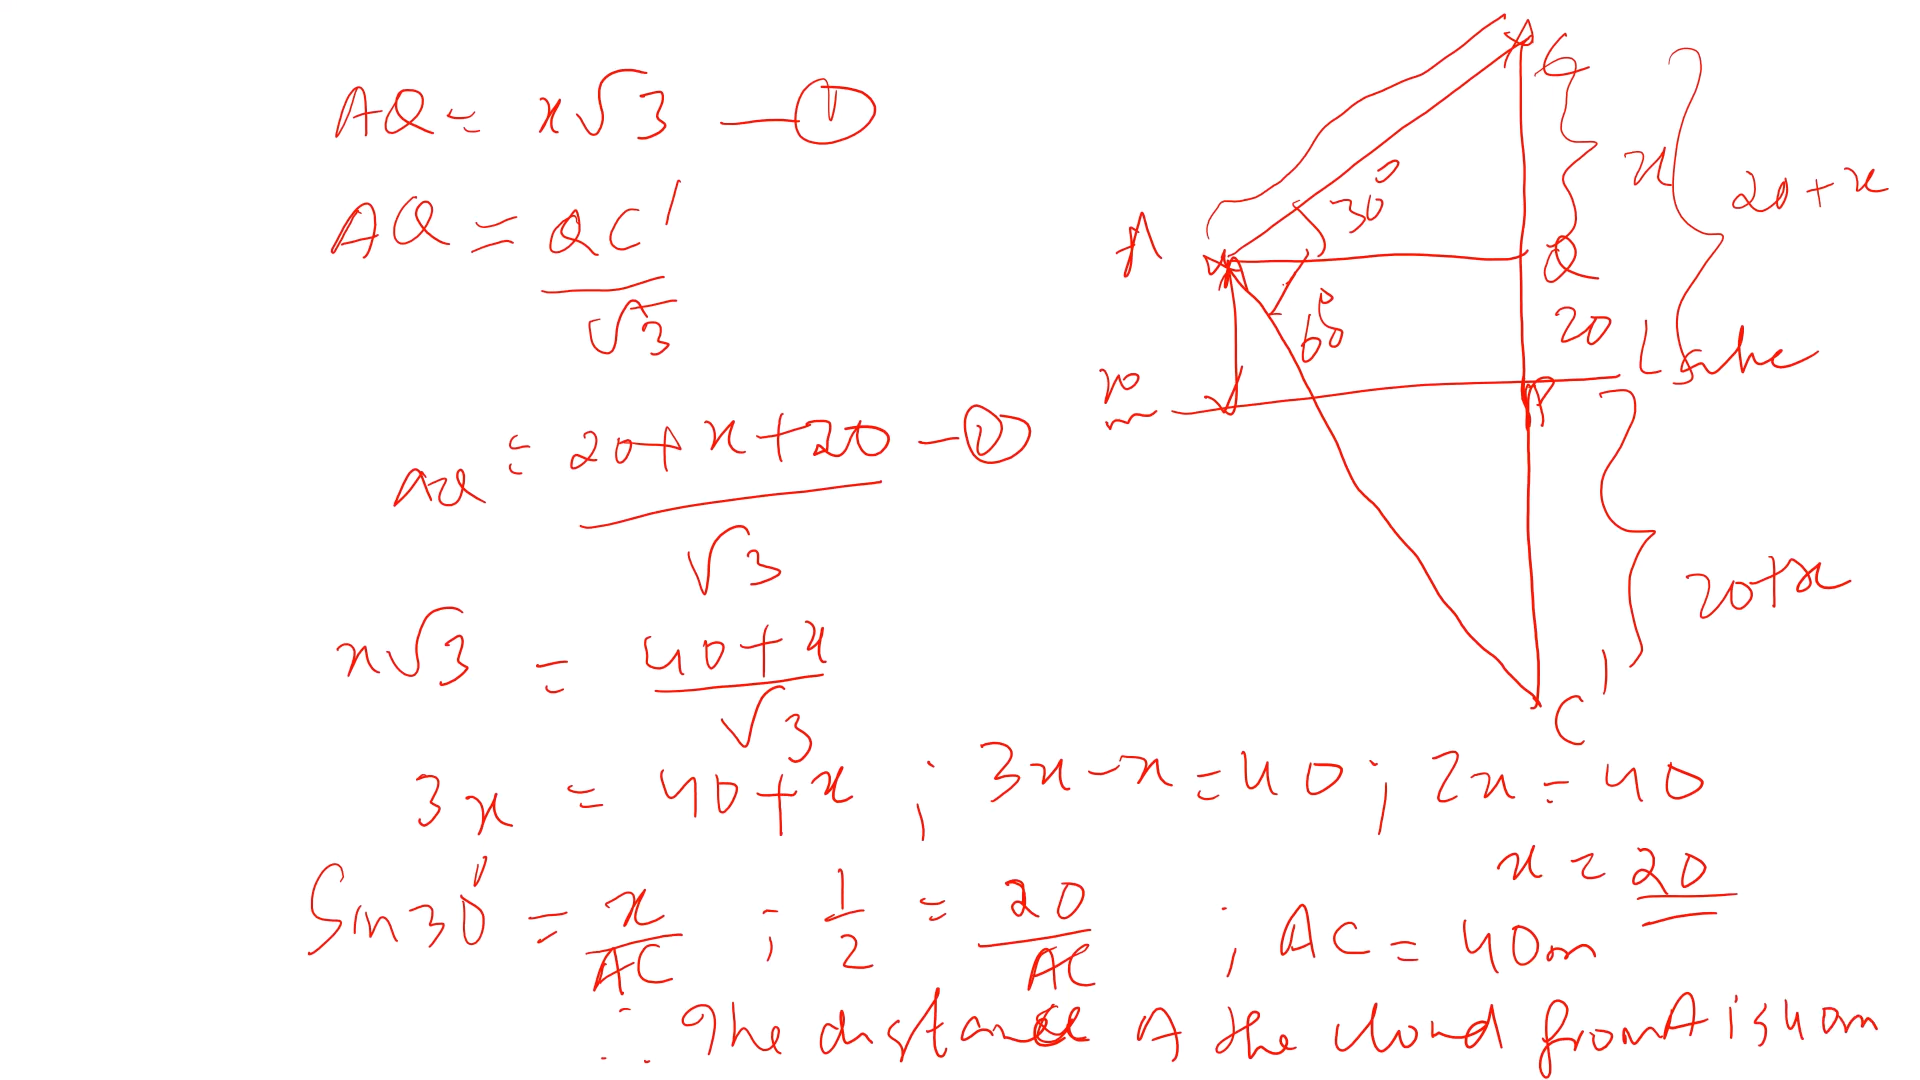 AQ = x√3 — ①
AQ = QC' / √3
AQ = 20+x+20 / √3 — ②
x√3 = 40+x / √3
3x = 40+x ; 3x-x=40 ; 2x=40
x = 20
Sin30° = x/AC ; 1/2 = 20/AC ; AC = 40m
∴ The distance of the cloud from A is 40m
C
x
20+x
30°
A
Q
60°
20
Lake
20
m
P
20+x
C'